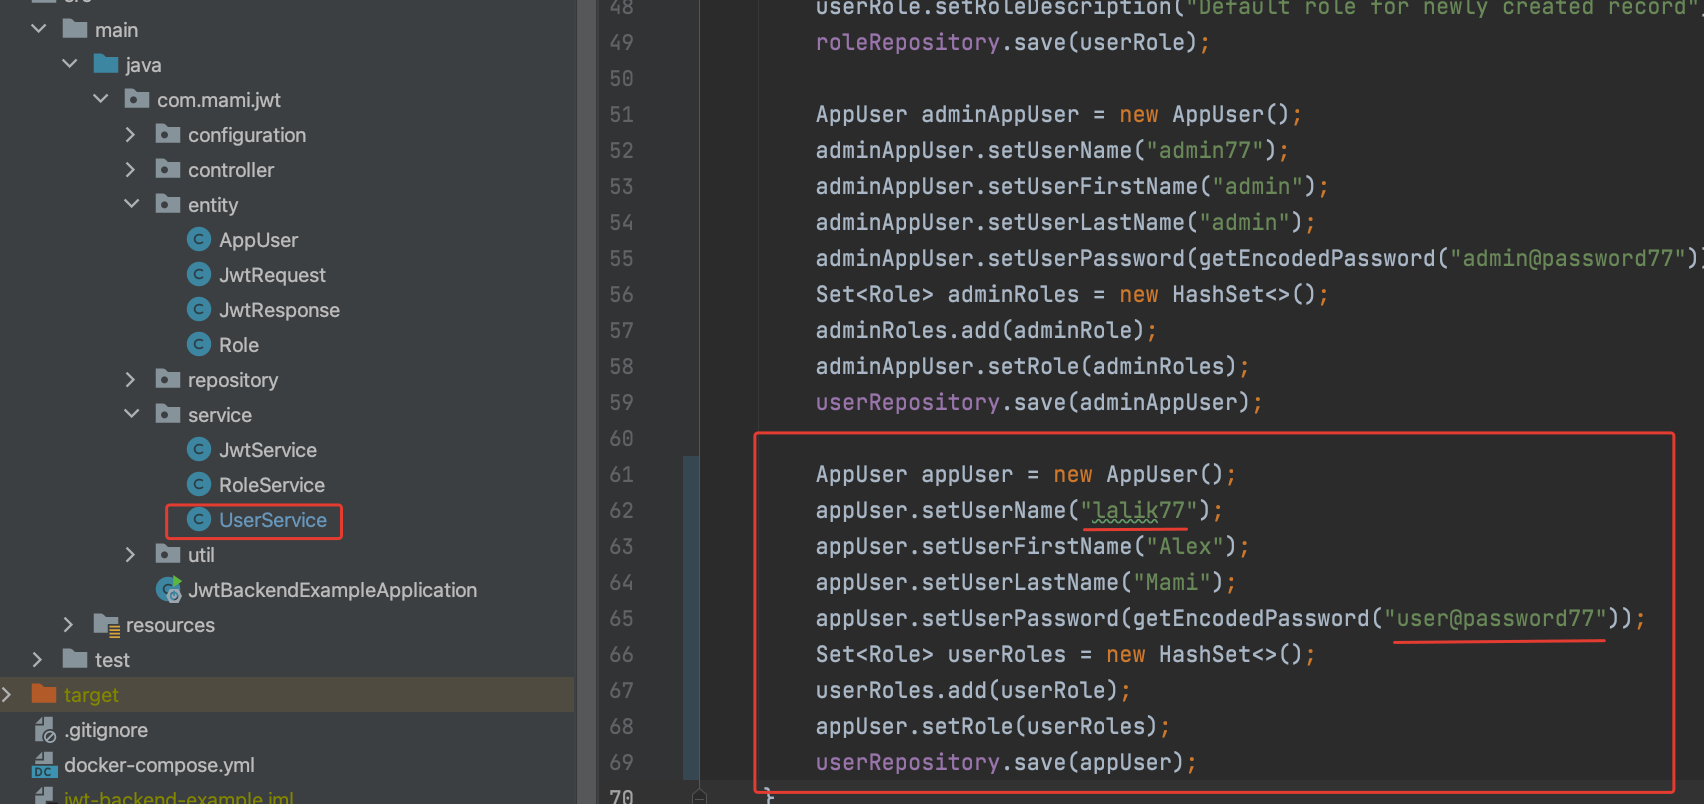 src
main
java
com.mami.jwt
configuration
controller
entity
AppUser
JwtRequest
JwtResponse
Role
repository
service
JwtService
RoleService
UserService
util
JwtBackendExampleApplication
resources
test
target
.gitignore
DC docker-compose.yml
jwt-backend-example.iml
48 userRole.setRoleDescription("Default role for newly created record"
49 roleRepository.save(userRole);
50
51 AppUser adminAppUser = new AppUser();
52 adminAppUser.setUserName("admin77");
53 adminAppUser.setUserFirstName("admin");
54 adminAppUser.setUserLastName("admin");
55 adminAppUser.setUserPassword(getEncodedPassword("admin@password77"))
56 Set<Role> adminRoles = new HashSet<>();
57 adminRoles.add(adminRole);
58 adminAppUser.setRole(adminRoles);
59 userRepository.save(adminAppUser);
60
61 AppUser appUser = new AppUser();
62 appUser.setUserName("lalik77");
63 appUser.setUserFirstName("Alex");
64 appUser.setUserLastName("Mami");
65 appUser.setUserPassword(getEncodedPassword("user@password77"));
66 Set<Role> userRoles = new HashSet<>();
67 userRoles.add(userRole);
68 appUser.setRole(userRoles);
69 userRepository.save(appUser);
70 }